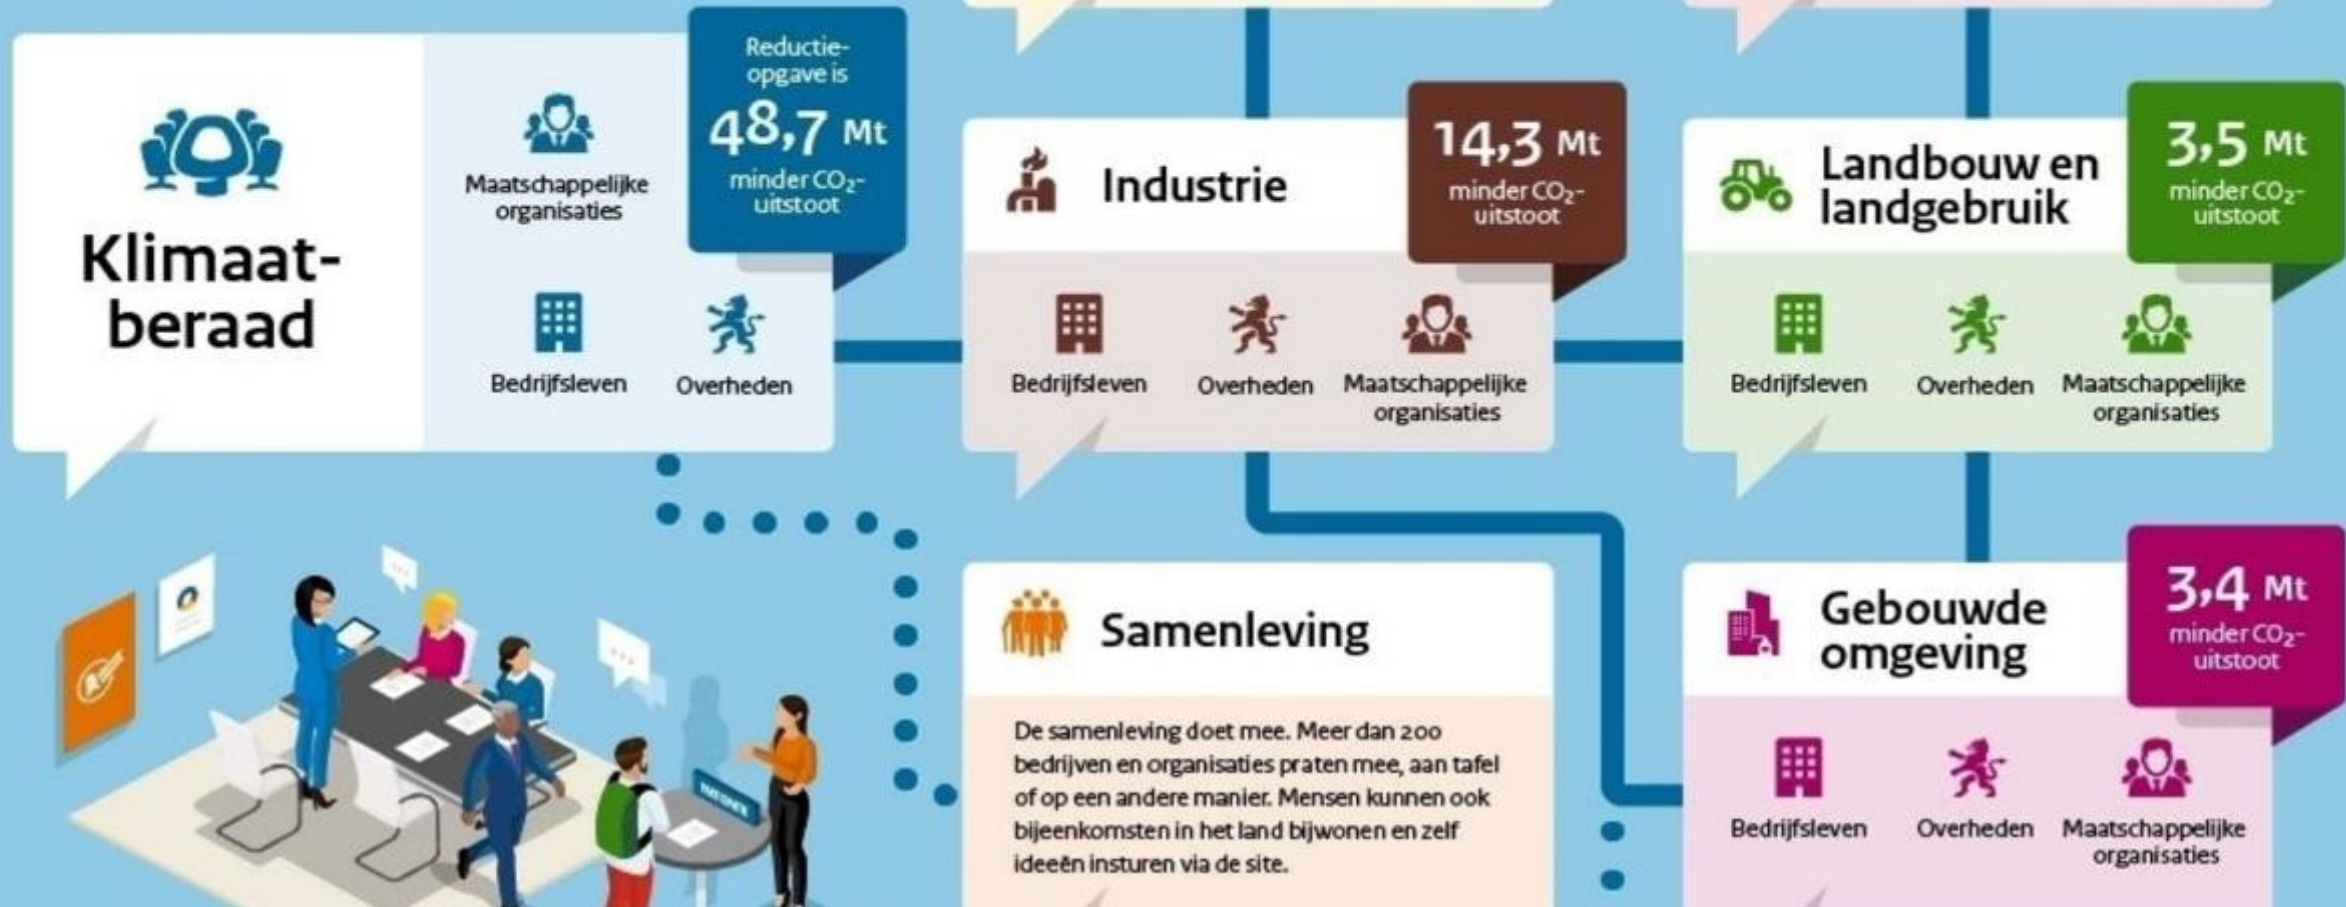 Klimaat-
beraad
Maatschappelijke
organisaties
Bedrijfsleven
Overheden
Reductie-
opgave is
48,7 Mt
minder CO₂-
uitstoot
Industrie
14,3 Mt
minder CO₂-
uitstoot
Bedrijfsleven
Overheden
Maatschappelijke
organisaties
Landbouw en
landgebruik
3,5 Mt
minder CO₂-
uitstoot
Bedrijfsleven
Overheden
Maatschappelijke
organisaties
Samenleving
De samenleving doet mee. Meer dan 200
bedrijven en organisaties praten mee, aan tafel
of op een andere manier. Mensen kunnen ook
bijeenkomsten in het land bijwonen en zelf
ideeën insturen via de site.
Gebouwde
omgeving
3,4 Mt
minder CO₂-
uitstoot
Bedrijfsleven
Overheden
Maatschappelijke
organisaties